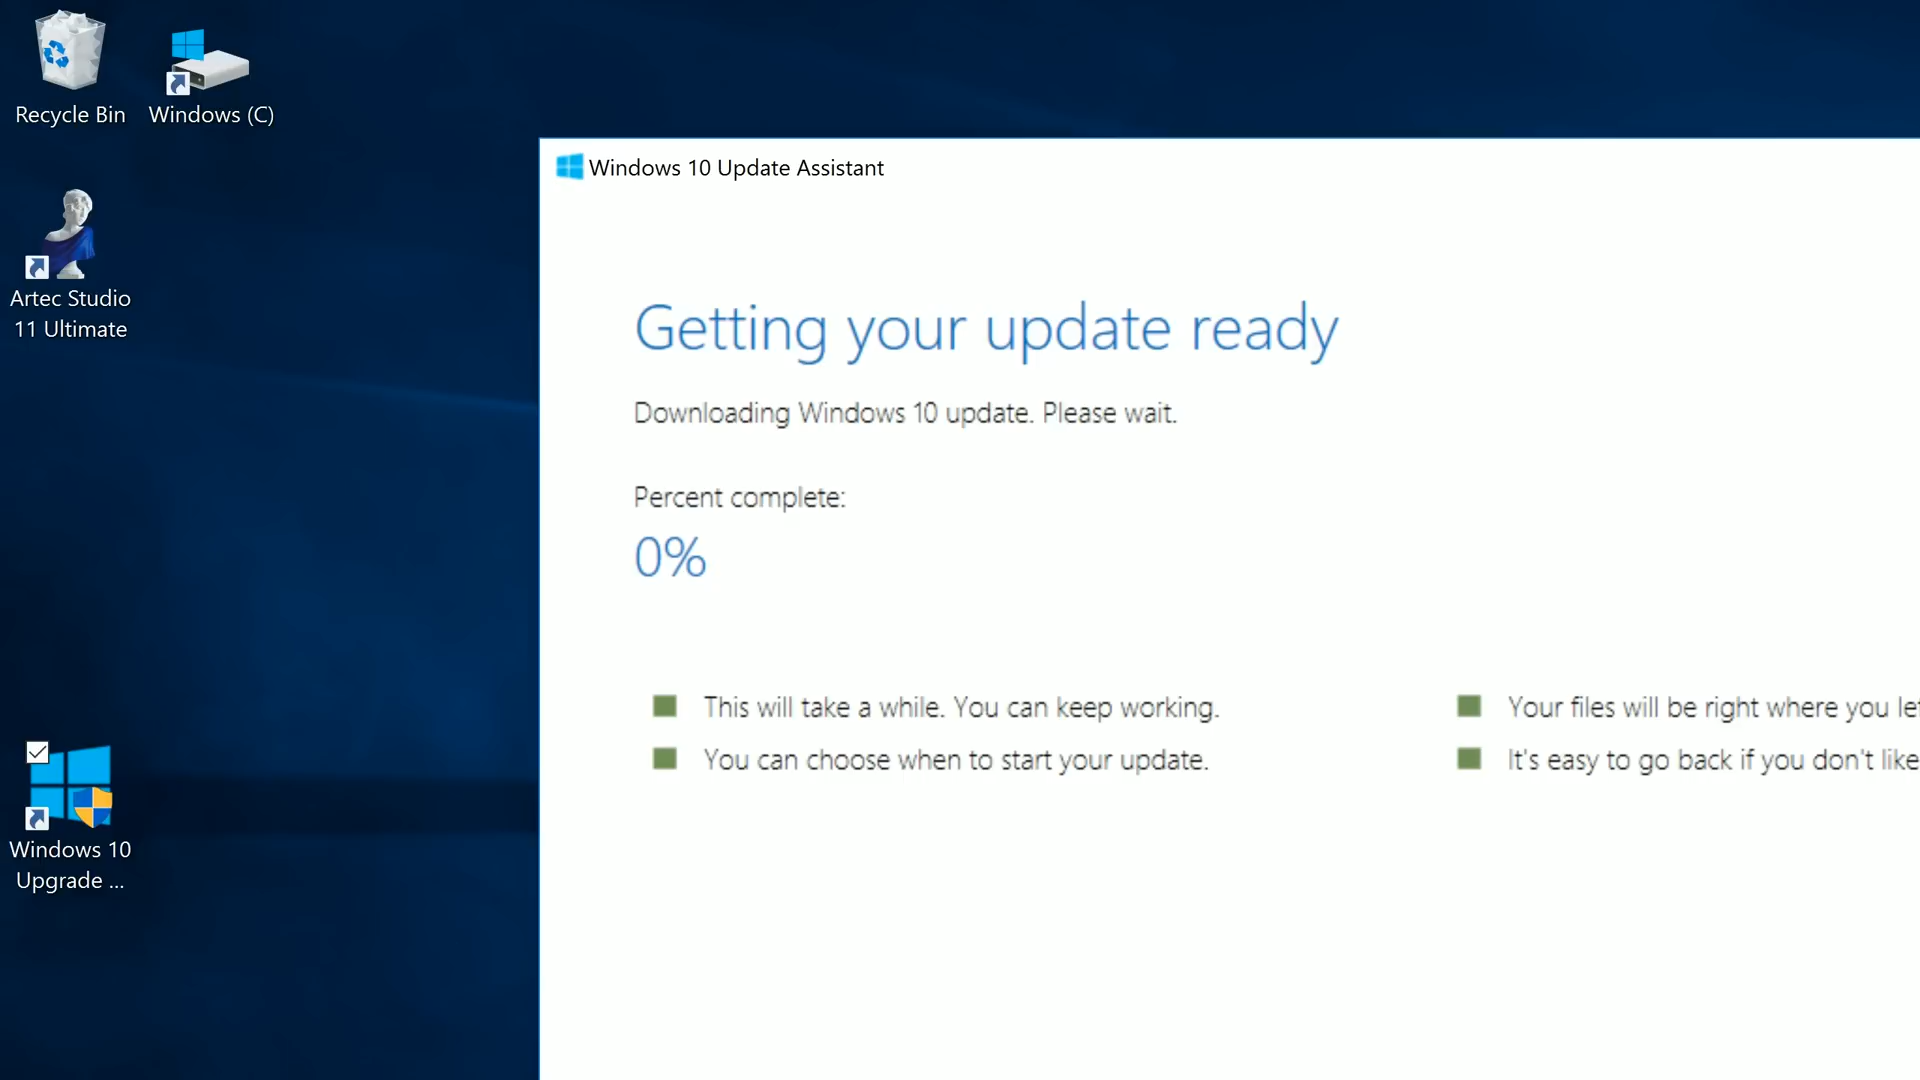 Recycle Bin
Windows (C)
Artec Studio
11 Ultimate
Windows 10
Upgrade ...
Windows 10 Update Assistant
Getting your update ready
Downloading Windows 10 update. Please wait.
Percent complete:
0%
This will take a while. You can keep working.
You can choose when to start your update.
Your files will be right where you
It's easy to go back if you don't like